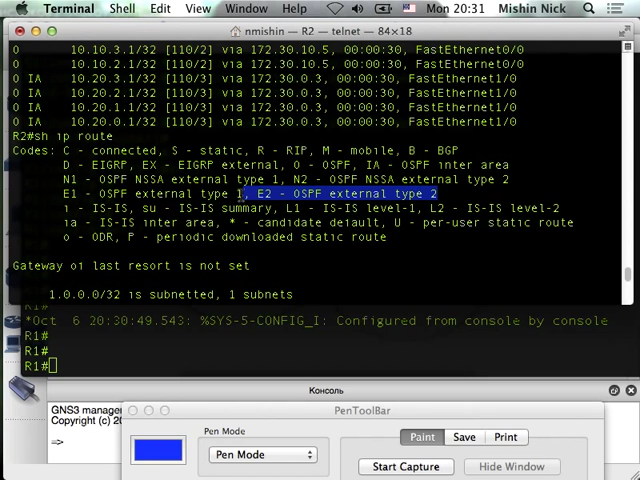 Terminal Shell Edit View Window Help Mon 20:31 Mishin Nick
nmishin — R2 — telnet — 84×18
O 10.10.3.1/32 [110/2] via 172.30.10.5, 00:00:30, FastEthernet0/0
O 10.10.2.1/32 [110/2] via 172.30.10.5, 00:00:30, FastEthernet0/0
O IA 10.20.3.1/32 [110/2] via 172.30.0.3, 00:00:30, FastEthernet1/0
O IA 10.20.2.1/32 [110/2] via 172.30.0.3, 00:00:30, FastEthernet1/0
O IA 10.20.1.1/32 [110/2] via 172.30.0.3, 00:00:30, FastEthernet1/0
O IA 10.20.0.1/32 [110/2] via 172.30.0.3, 00:00:30, FastEthernet1/0
R2#sh ip route
Codes: C - connected, S - static, R - RIP, M - mobile, B - BGP
D - EIGRP, EX - EIGRP external, O - OSPF, IA - OSPF inter area
N1 - OSPF NSSA external type 1, N2 - OSPF NSSA external type 2
E1 - OSPF external type 1, E2 - OSPF external type 2
i - IS-IS, su - IS-IS summary, L1 - IS-IS level-1, L2 - IS-IS level-2
ia - IS-IS inter area, * - candidate default, U - per-user static route
o - ODR, P - periodic downloaded static route
Gateway of last resort is not set
1.0.0.0/32 is subnetted, 1 subnets
R1#
*Oct 6 20:30:49.543: %SYS-5-CONFIG_I: Configured from console by console
R1#
R1#
R1#
Консоль
GNS3 manage
Copyright (c) 20
=>
PenToolBar
Pen Mode
Pen Mode
Paint Save Print
Start Capture Hide Window